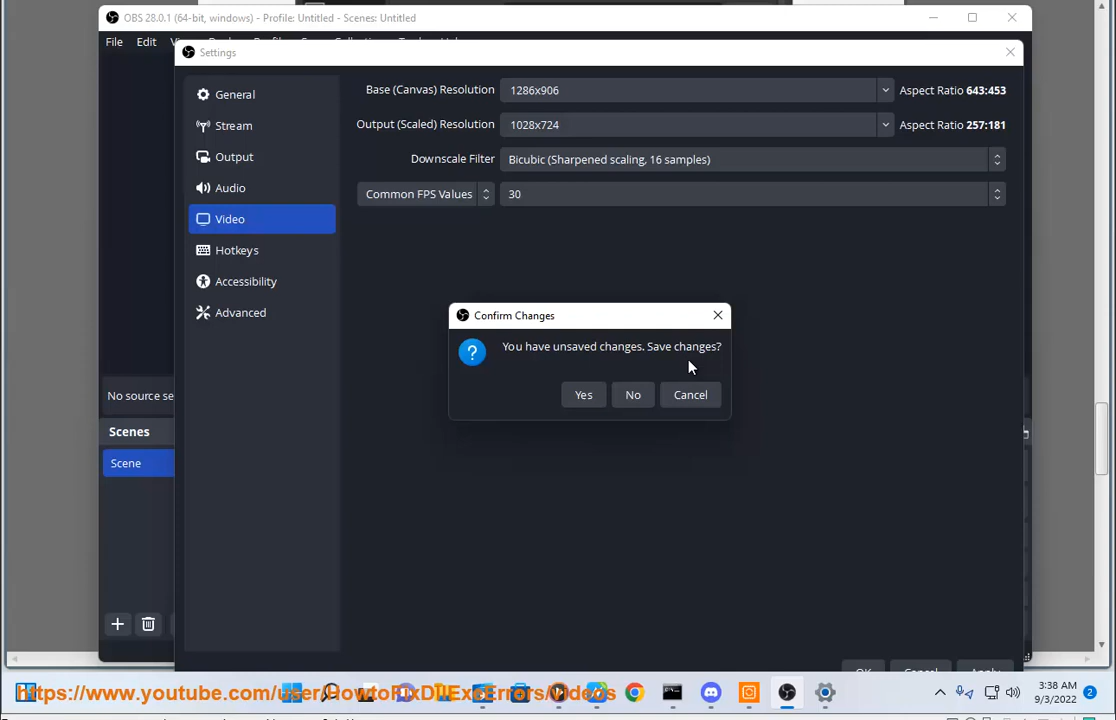 OBS 28.0.1 (64-bit, windows) - Profile: Untitled - Scenes: Untitled
File Edit
Settings
General
Stream
Output
Audio
Video
Hotkeys
Accessibility
Advanced
Base (Canvas) Resolution 1286x906 Aspect Ratio 643:453
Output (Scaled) Resolution 1028x724 Aspect Ratio 257:181
Downscale Filter Bicubic (Sharpened scaling, 16 samples)
Common FPS Values 30
Confirm Changes
You have unsaved changes. Save changes?
Yes No Cancel
No source se
Scenes
Scene
OK Cancel Apply
https://www.youtube.com/user/HowtoFixDllExeErrors/videos
3:38 AM
9/3/2022
2